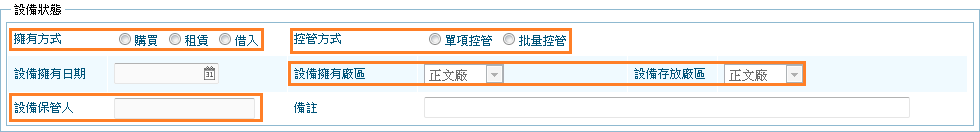 設備狀態
擁有方式 購買 租賃 借入 控管方式 單項控管 批量控管
設備擁有日期 31 設備擁有廠區 正文廠 設備存放廠區 正文廠
設備保管人 備註